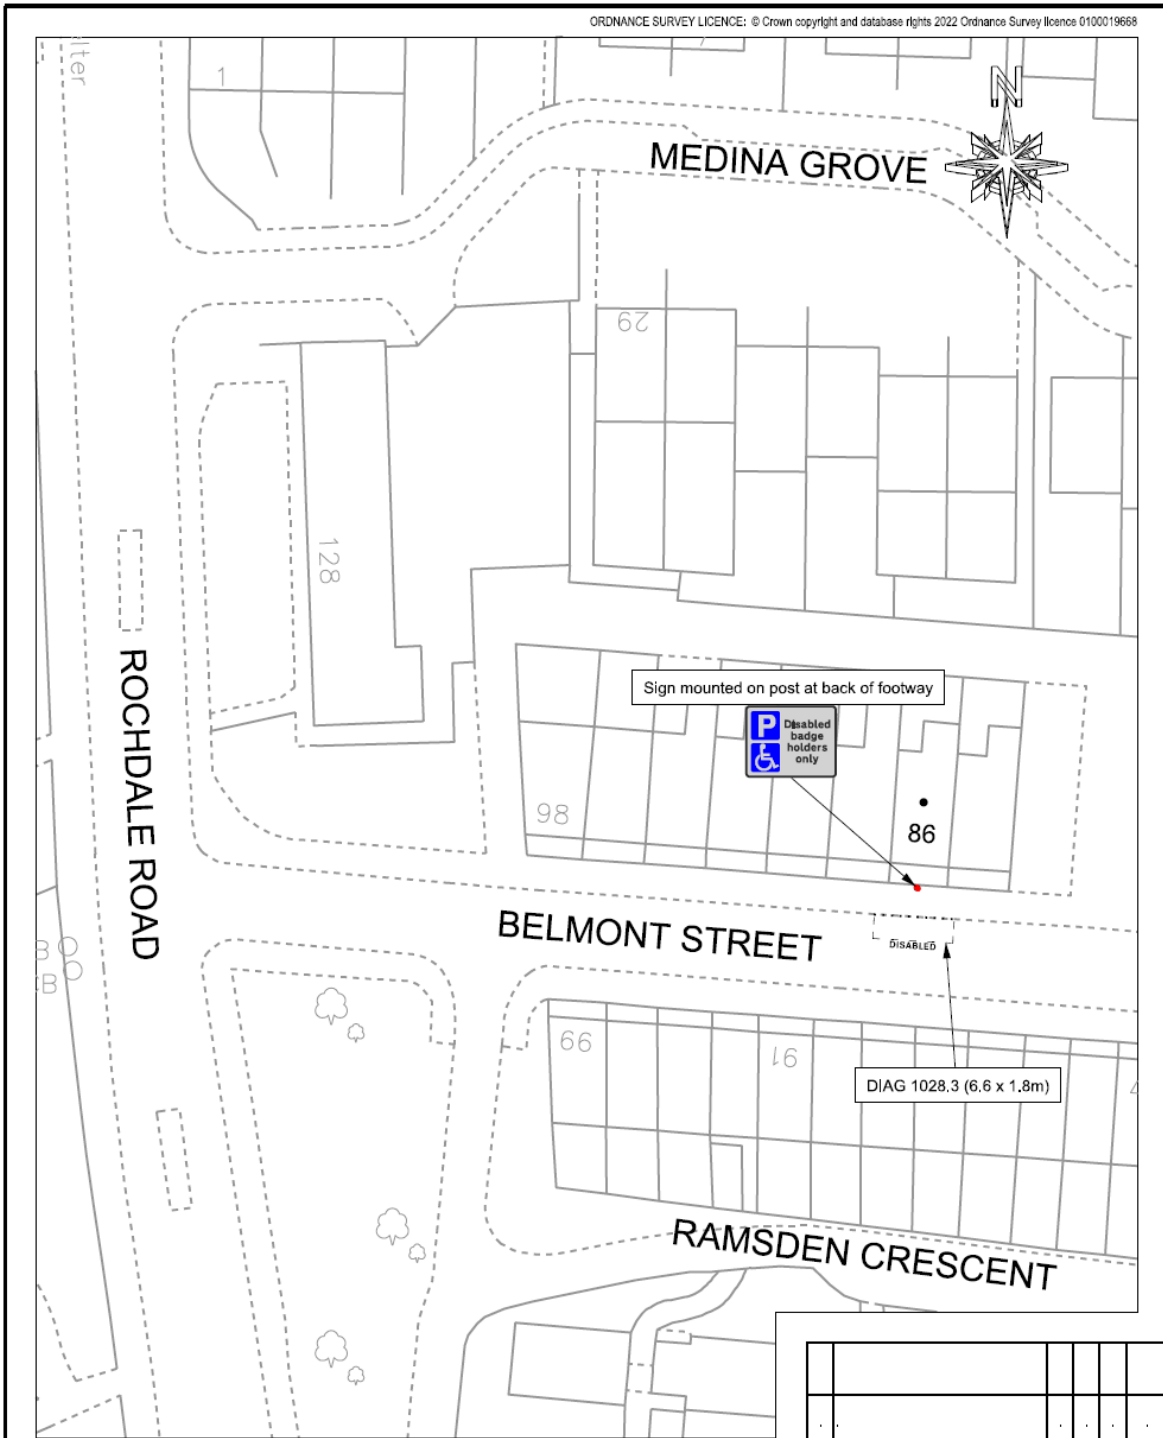 ORDNANCE SURVEY LICENCE: © Crown copyright and database rights 2022 Ordnance Survey licence 0100019668
1
7
N
MEDINA GROVE
29
128
ROCHDALE ROAD
Sign mounted on post at back of footway
P
Disabled
badge
holders
only
98
86
BELMONT STREET
DISABLED
99
91
DIAG 1028.3 (6.6 x 1.8m)
RAMSDEN CRESCENT